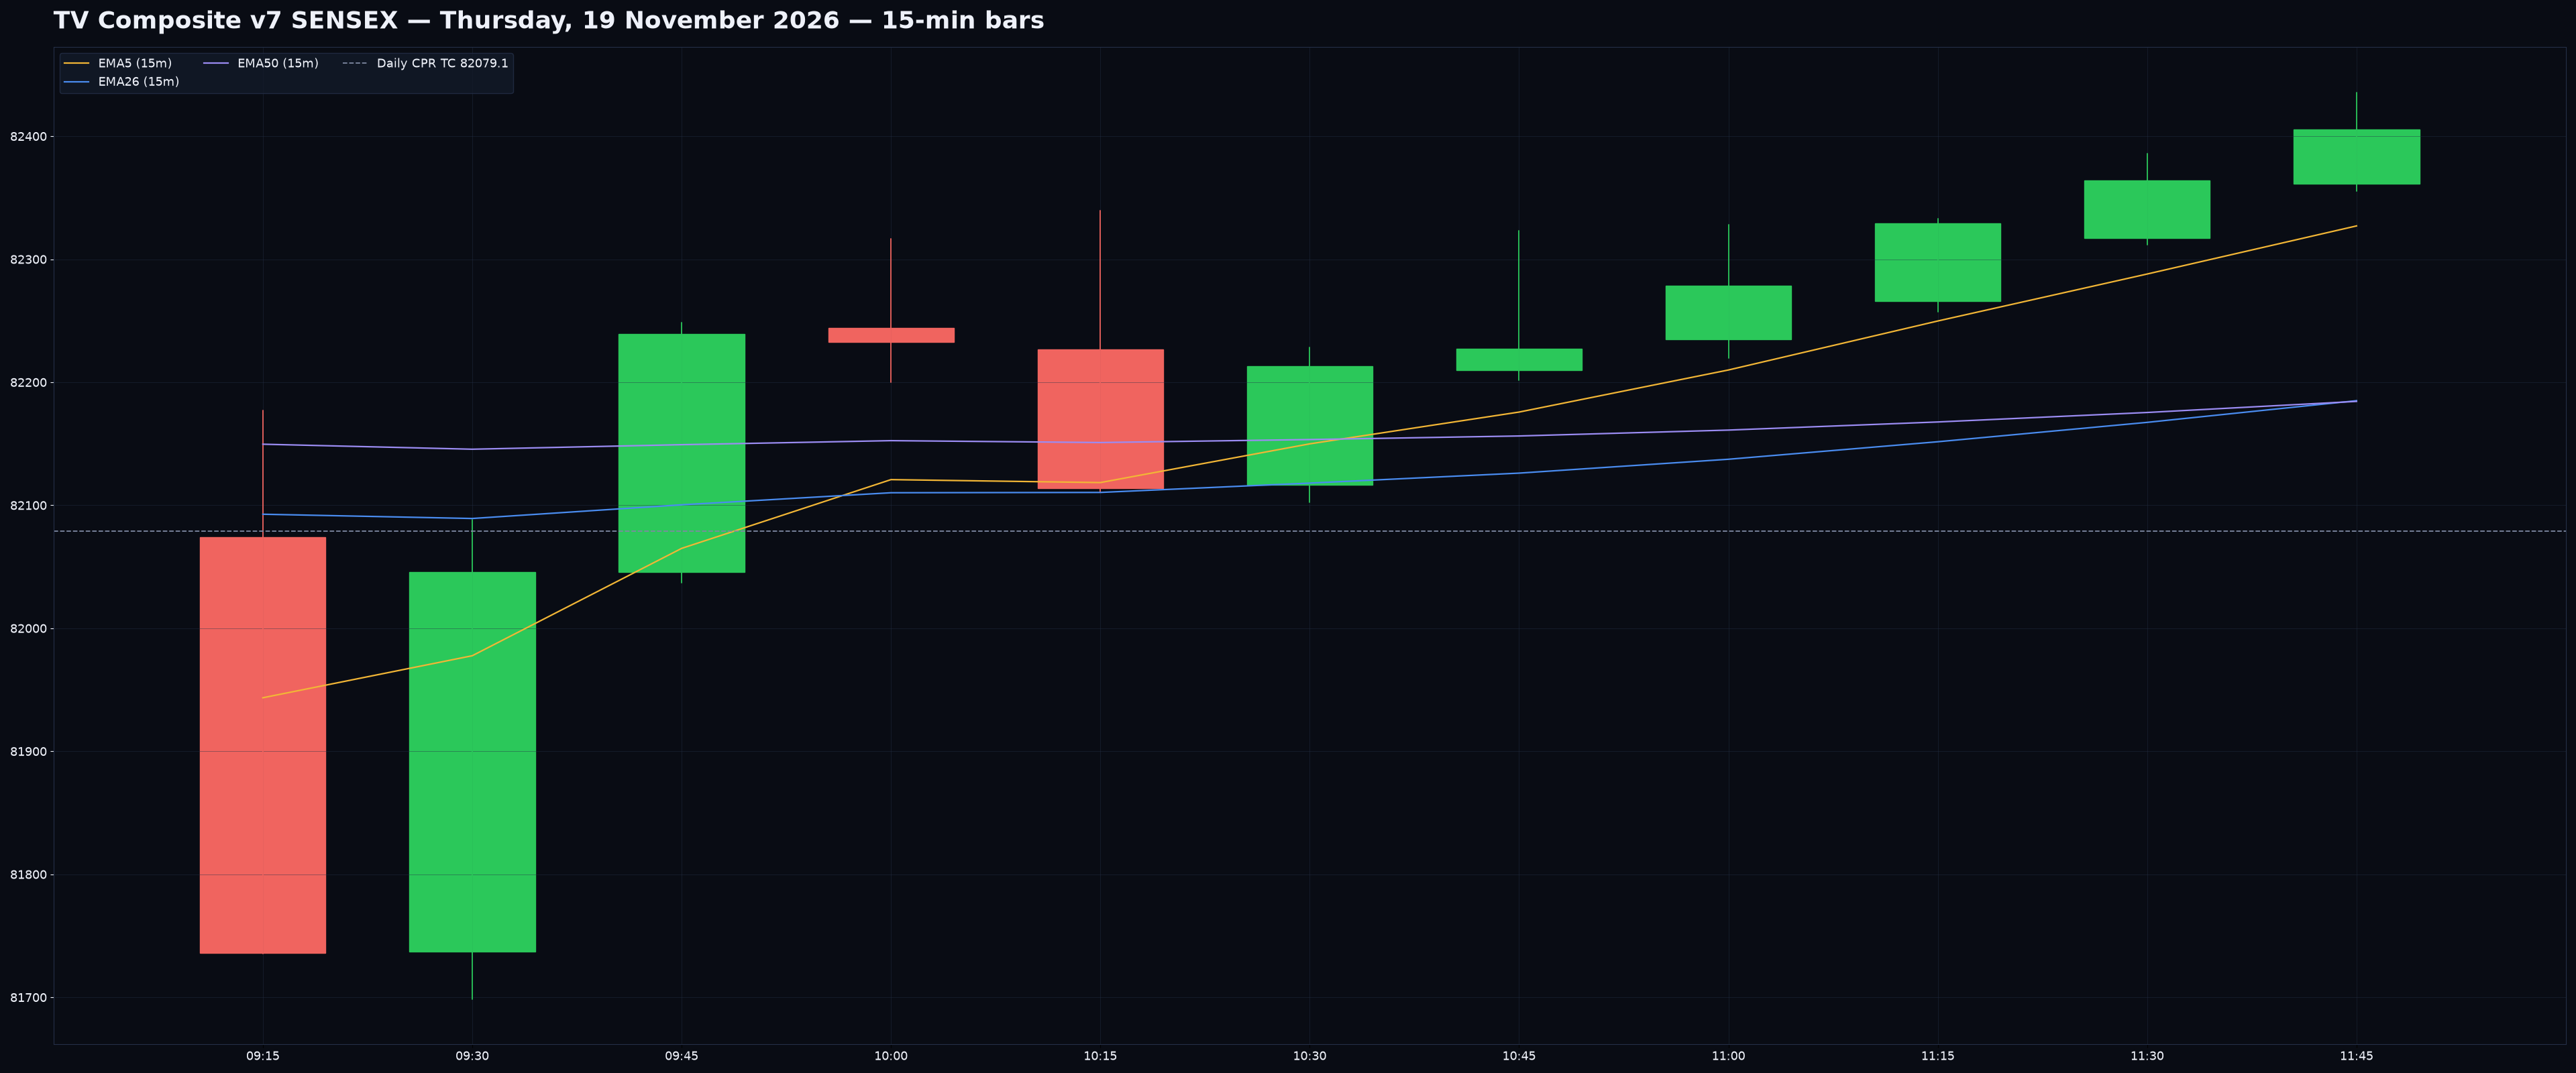 TV Composite v7 SENSEX — Thursday, 19 November 2026 — 15-min bars
EMA5 (15m) EMA50 (15m) Daily CPR TC 82079.1
EMA26 (15m)
82400
82300
82200
82100
82000
81900
81800
81700
09:15 09:30 09:45 10:00 10:15 10:30 10:45 11:00 11:15 11:30 11:45